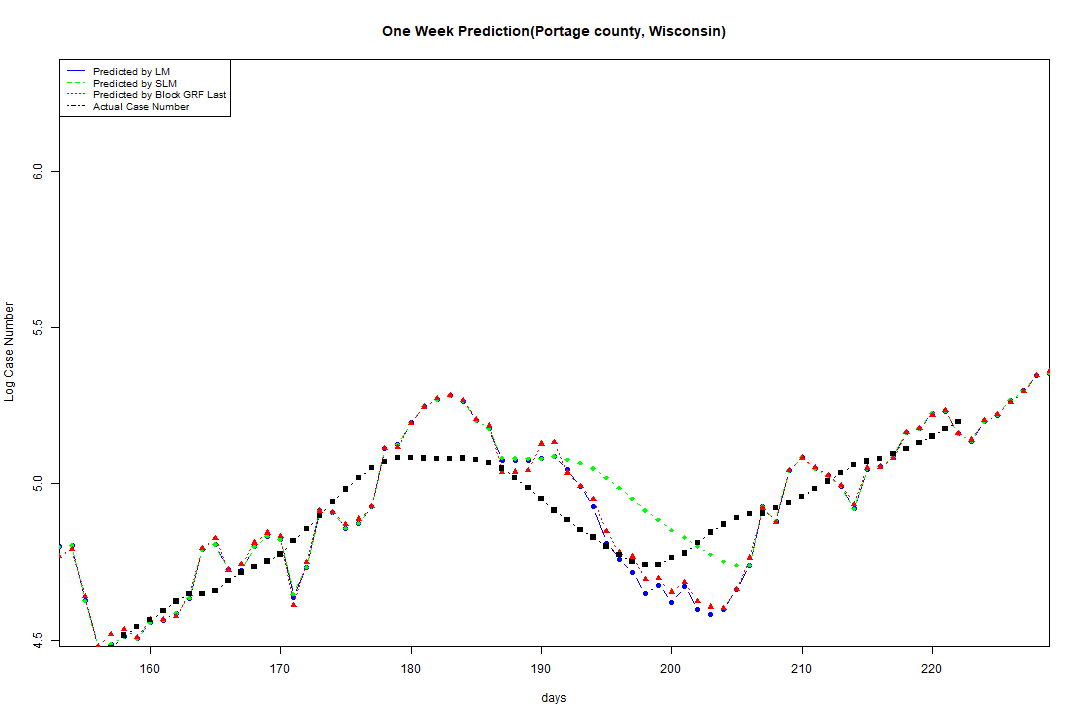 One Week Prediction(Portage county, Wisconsin)
Predicted by LM
Predicted by SLM
Predicted by Block GRF Last
Actual Case Number
6.0
5.5
5.0
4.5
Log Case Number
160 170 180 190 200 210 220
days